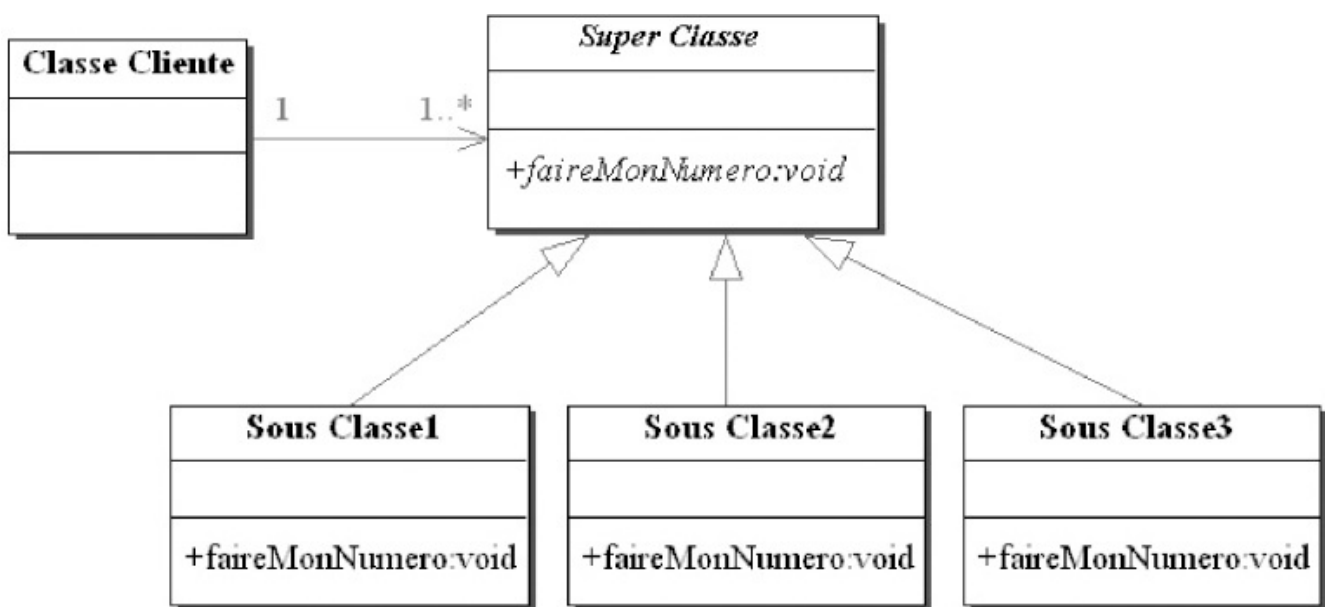 Super Classe
Classe Cliente
1
1..*
+faireMonNumero:void
Sous Classe1
Sous Classe2
Sous Classe3
+faireMonNumero:void
+faireMonNumero:void
+faireMonNumero:void